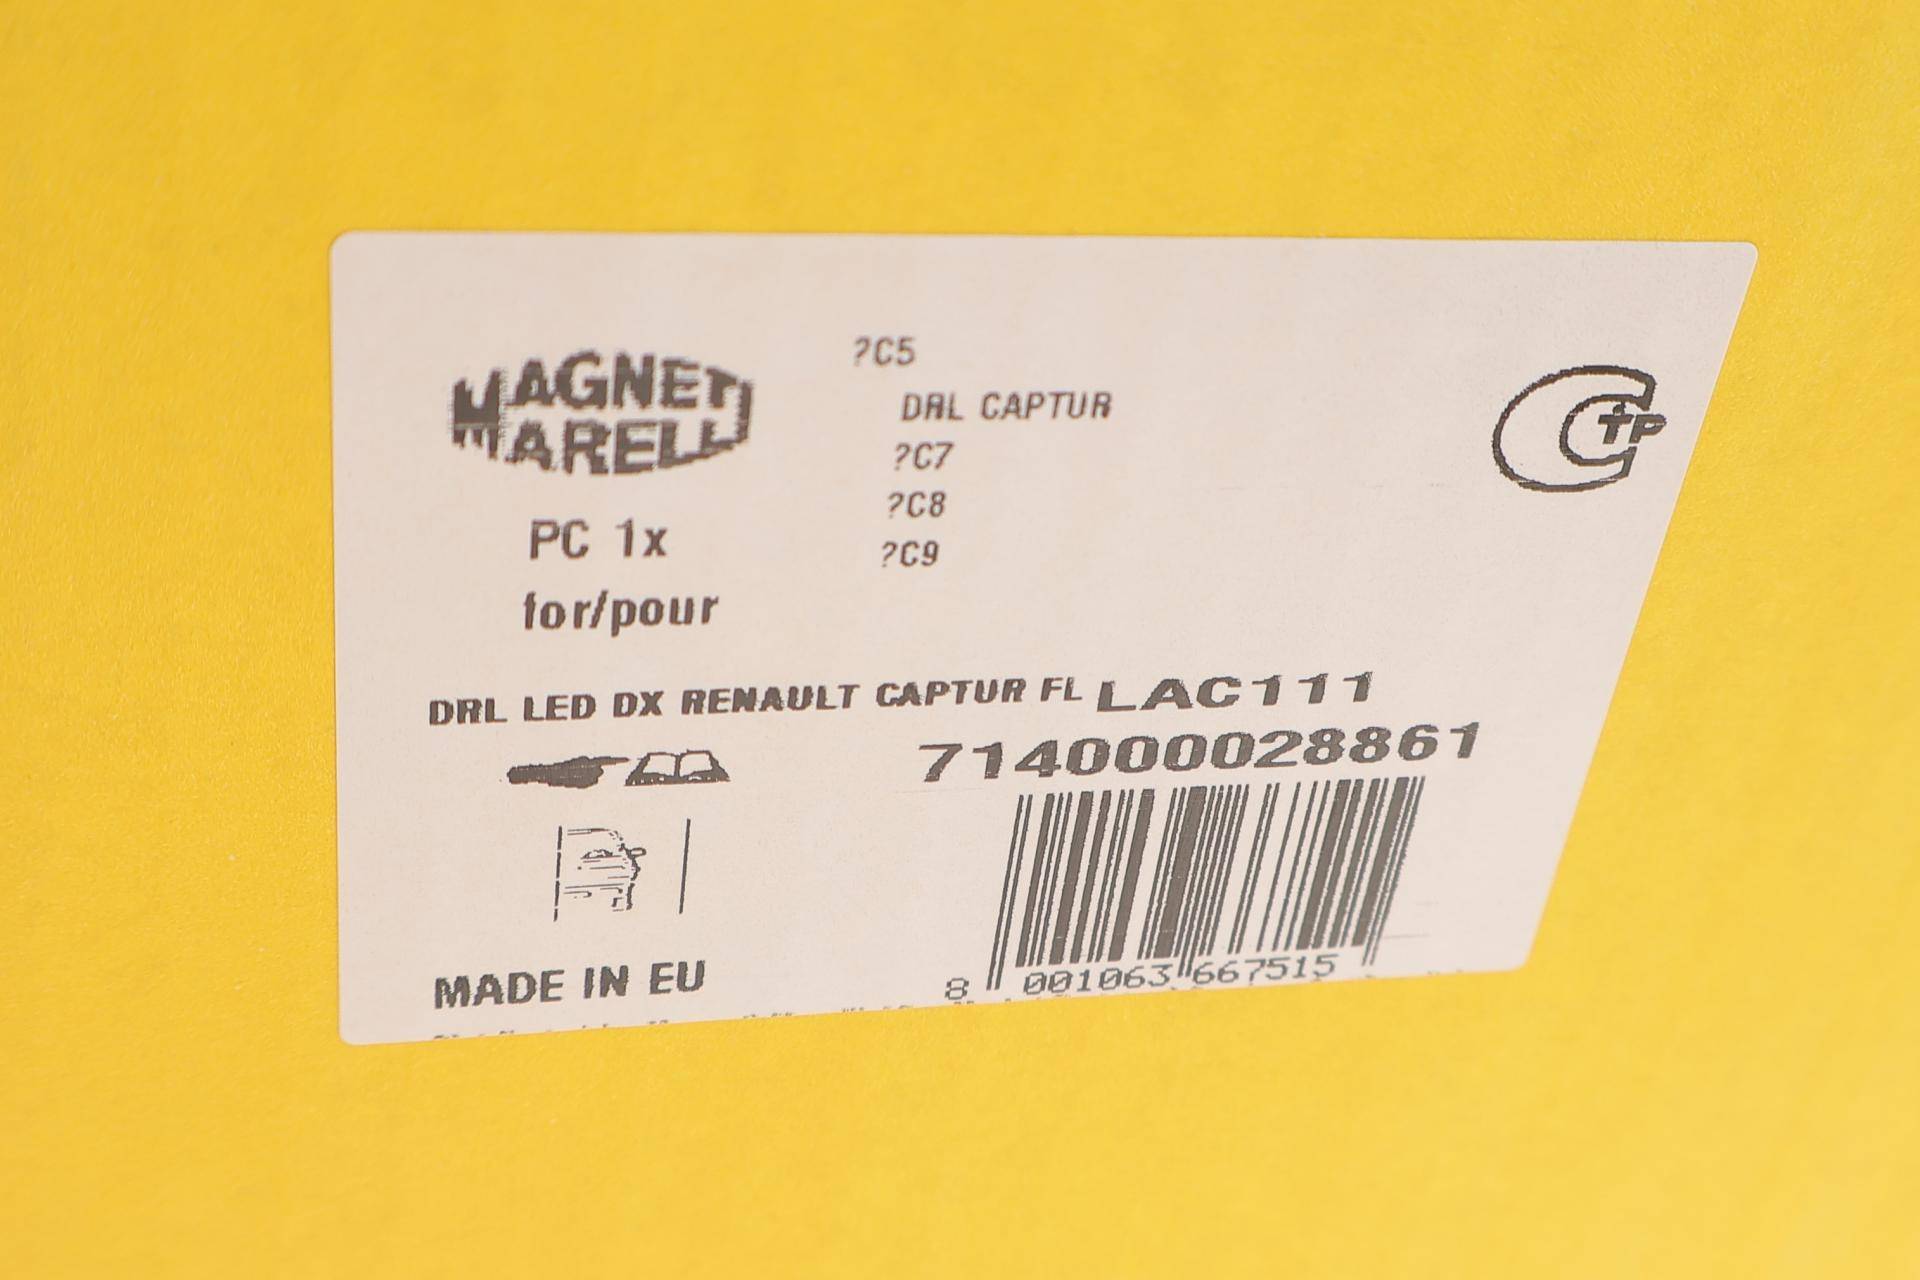 MAGNETI
MARELLI
PC 1x
for/pour
?C5
DRL CAPTUR
?C7
?C8
?C9
CTP
DRL LED DX RENAULT CAPTUR FL LAC111
714000028861
8 001063 667515
MADE IN EU